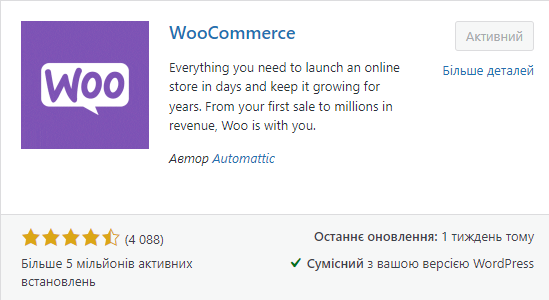 Woo
WooCommerce
Активний
Більше деталей
Everything you need to launch an online
store in days and keep it growing for
years. From your first sale to millions in
revenue, Woo is with you.
Автор Automattic
(4 088)
Більше 5 мільйонів активних
встановлень
Останнє оновлення: 1 тиждень тому
Сумісний з вашою версією WordPress